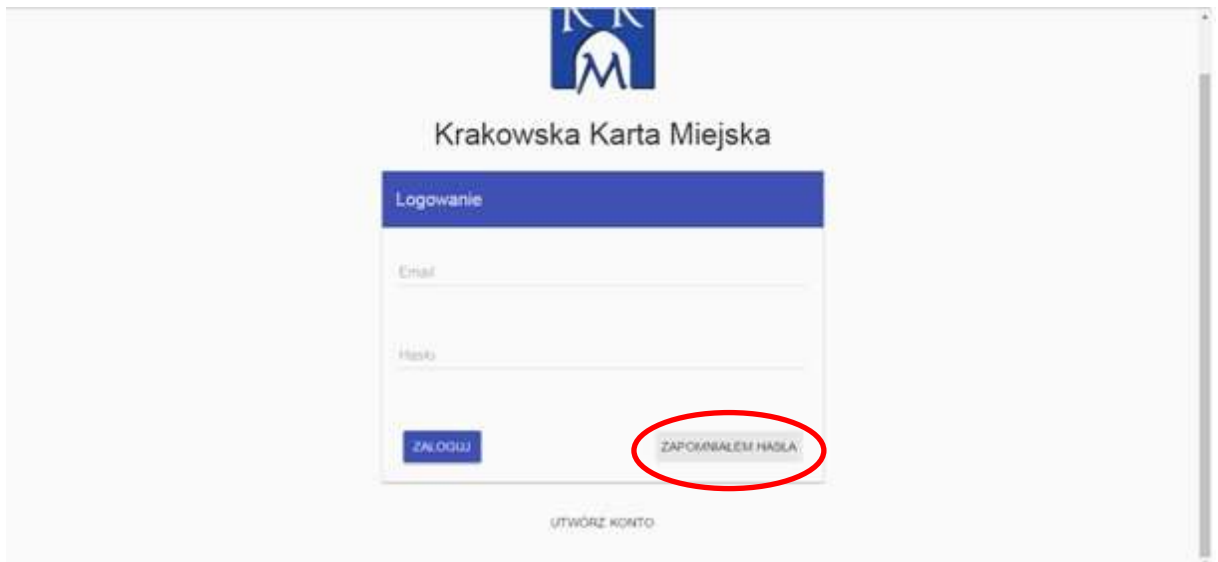 K K
M
Krakowska Karta Miejska
Logowanie
Email
Hasło
ZALOGUJ
ZAPOMNIAŁEM HASŁA
UTWÓRZ KONTO